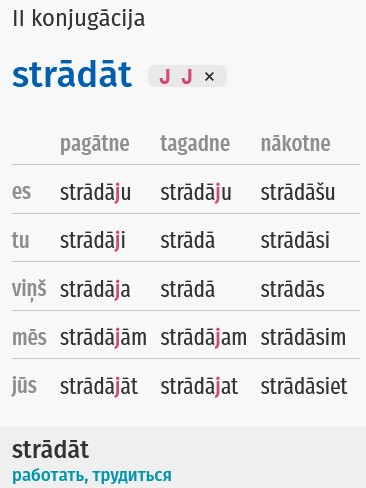 II konjugācija
strādāt J J ×
pagātne tagadne nākotne
es strādāju strādāju strādāšu
tu strādāji strādā strādāsi
viņš strādāja strādā strādās
mēs strādājām strādājam strādāsim
jūs strādājāt strādājat strādāsiet
strādāt
работать, трудиться